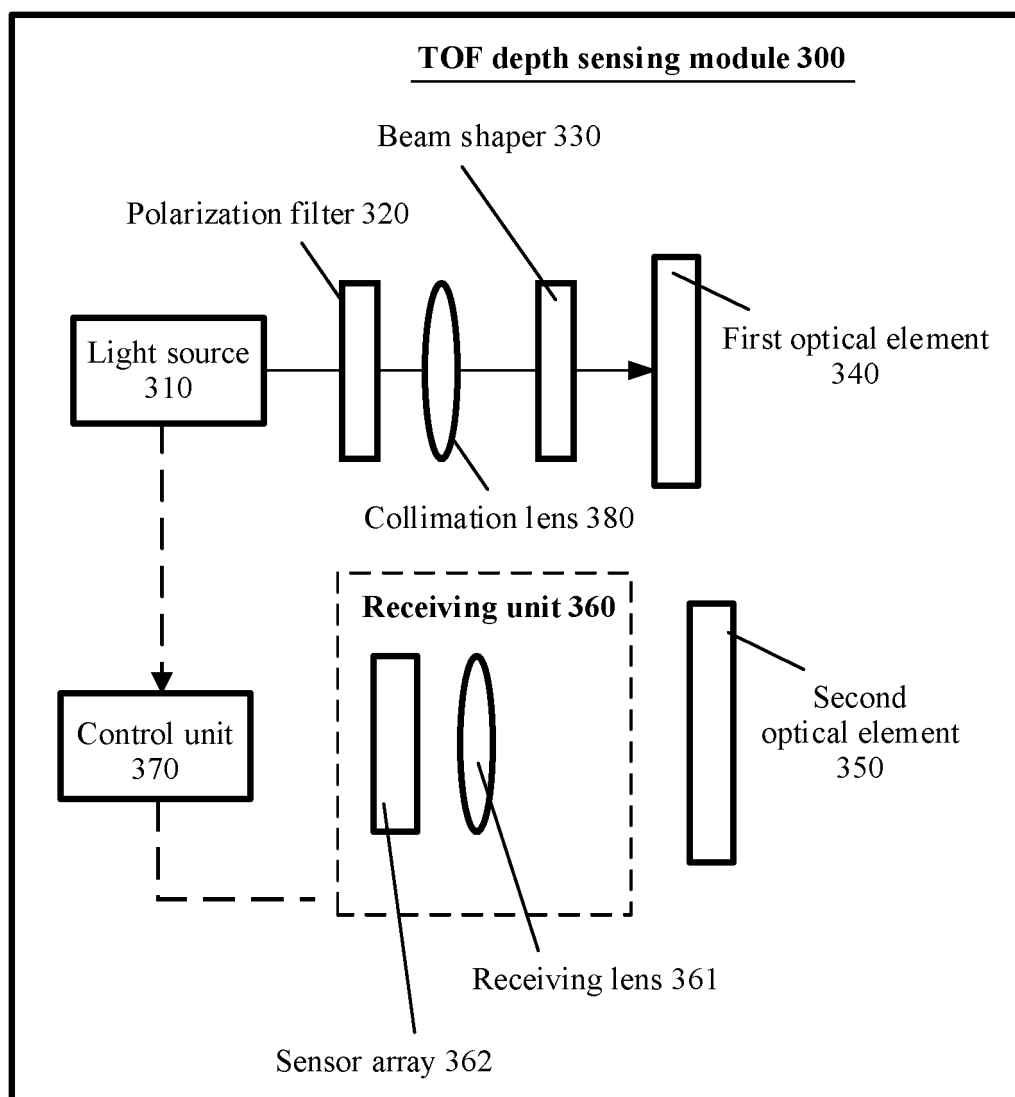 TOF depth sensing module 300
Beam shaper 330
Polarization filter 320
Light source
310
First optical element
340
Collimation lens 380
Receiving unit 360
Control unit
370
Second
optical element
350
Receiving lens 361
Sensor array 362